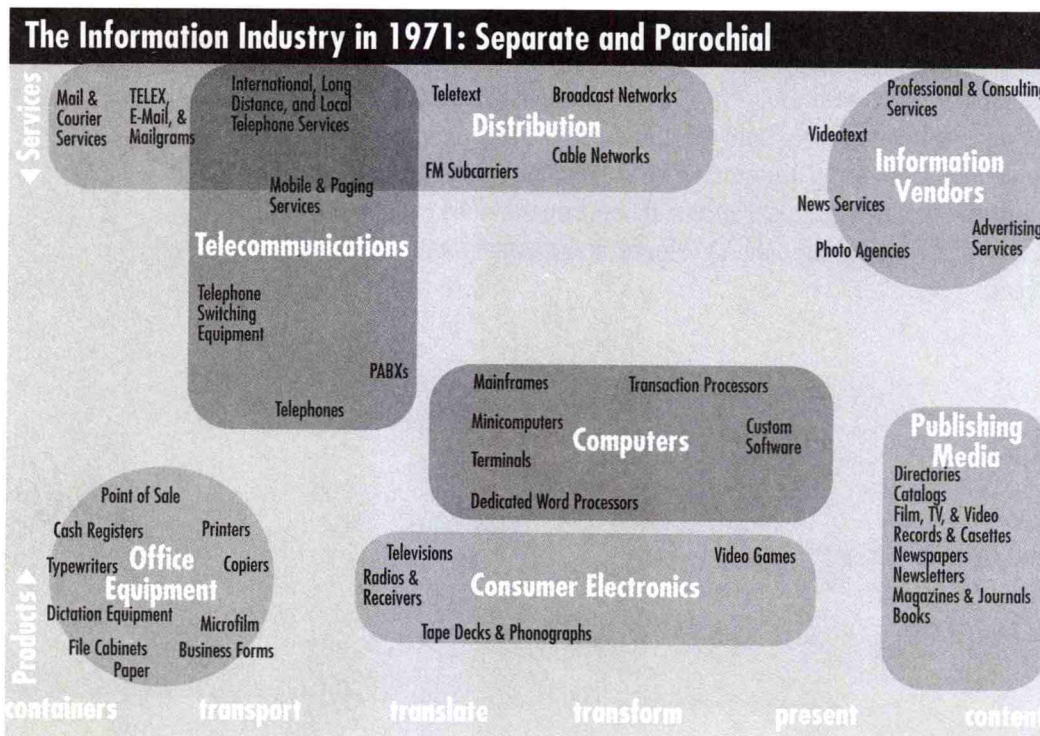 The Information Industry in 1971: Separate and Parochial
Services
Mail &
Courier
Services
TELEX,
E-Mail, &
Mailgrams
International, Long
Distance, and Local
Telephone Services
Teletext
Broadcast Networks
Distribution
Cable Networks
FM Subcarriers
Mobile & Paging
Services
Telecommunications
Telephone
Switching
Equipment
PABXs
Telephones
Professional & Consulting
Services
Videotext
Information
Vendors
News Services
Advertising
Services
Photo Agencies
Mainframes
Transaction Processors
Minicomputers
Computers
Custom
Software
Terminals
Dedicated Word Processors
Publishing
Media
Directories
Catalogs
Film, TV, & Video
Records & Casettes
Newspapers
Newsletters
Magazines & Journals
Books
Point of Sale
Cash Registers
Printers
Typewriters
Office
Equipment
Copiers
Dictation Equipment
Microfilm
File Cabinets
Business Forms
Paper
Televisions
Video Games
Radios &
Receivers
Consumer Electronics
Tape Decks & Phonographs
Products
containers transport translate transform present content